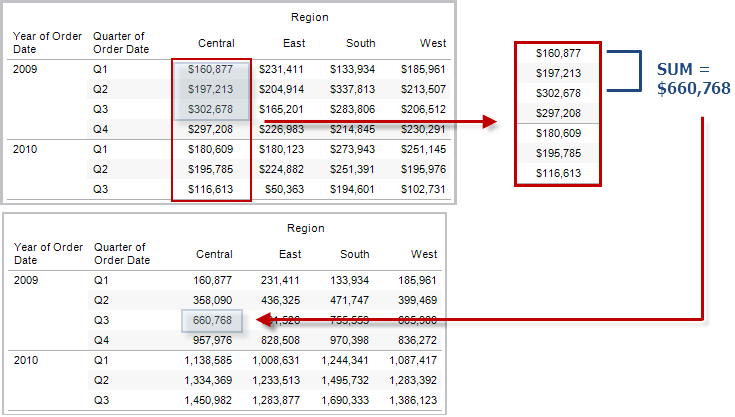 Region
Year of Order Date Quarter of Order Date Central East South West
2009 Q1 $160,877 $231,411 $133,934 $185,961
Q2 $197,213 $204,914 $337,813 $213,507
Q3 $302,678 $165,201 $283,806 $206,512
Q4 $297,208 $226,983 $214,845 $230,291
2010 Q1 $180,609 $180,123 $273,943 $251,145
Q2 $195,785 $224,882 $251,391 $195,976
Q3 $116,613 $50,363 $194,601 $102,731
$160,877
$197,213
$302,678
$297,208
$180,609
$195,785
$116,613
SUM =
$660,768
Region
Year of Order Date Quarter of Order Date Central East South West
2009 Q1 160,877 231,411 133,934 185,961
Q2 358,090 436,325 471,747 399,469
Q3 660,768
Q4 957,976 828,508 970,398 836,272
2010 Q1 1,138,585 1,008,631 1,244,341 1,087,417
Q2 1,334,369 1,233,513 1,495,732 1,283,392
Q3 1,450,982 1,283,877 1,690,333 1,386,123